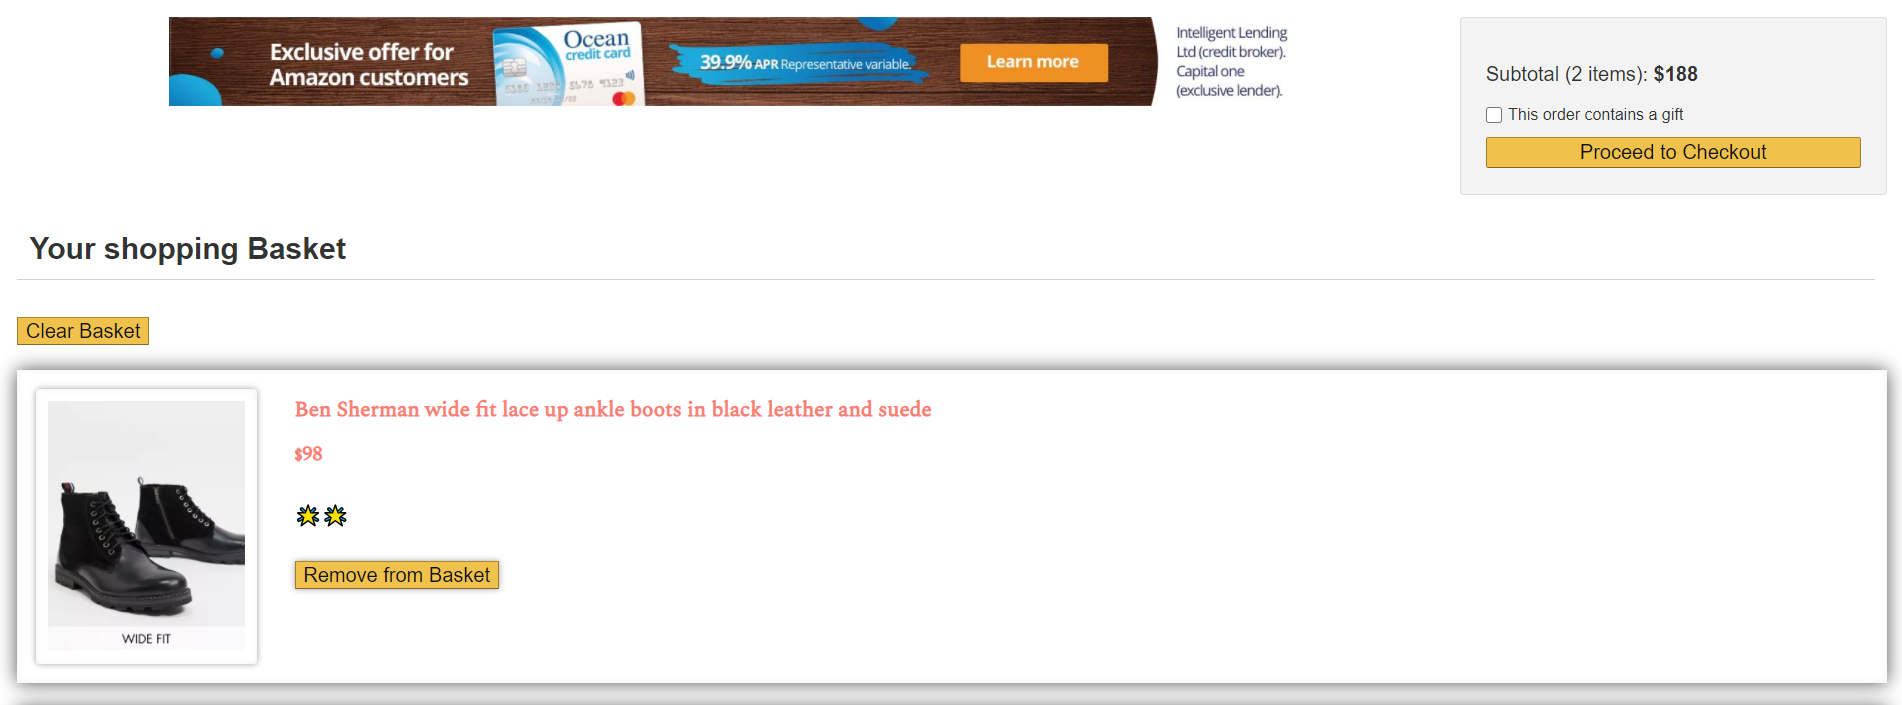 Exclusive offer for
Amazon customers
Ocean
credit card
39.9% APR Representative variable.
Learn more
Intelligent Lending
Ltd (credit broker).
Capital one
(exclusive lender).
Subtotal (2 items): $188
This order contains a gift
Proceed to Checkout
Your shopping Basket
Clear Basket
Ben Sherman wide fit lace up ankle boots in black leather and suede
$98
Remove from Basket
WIDE FIT